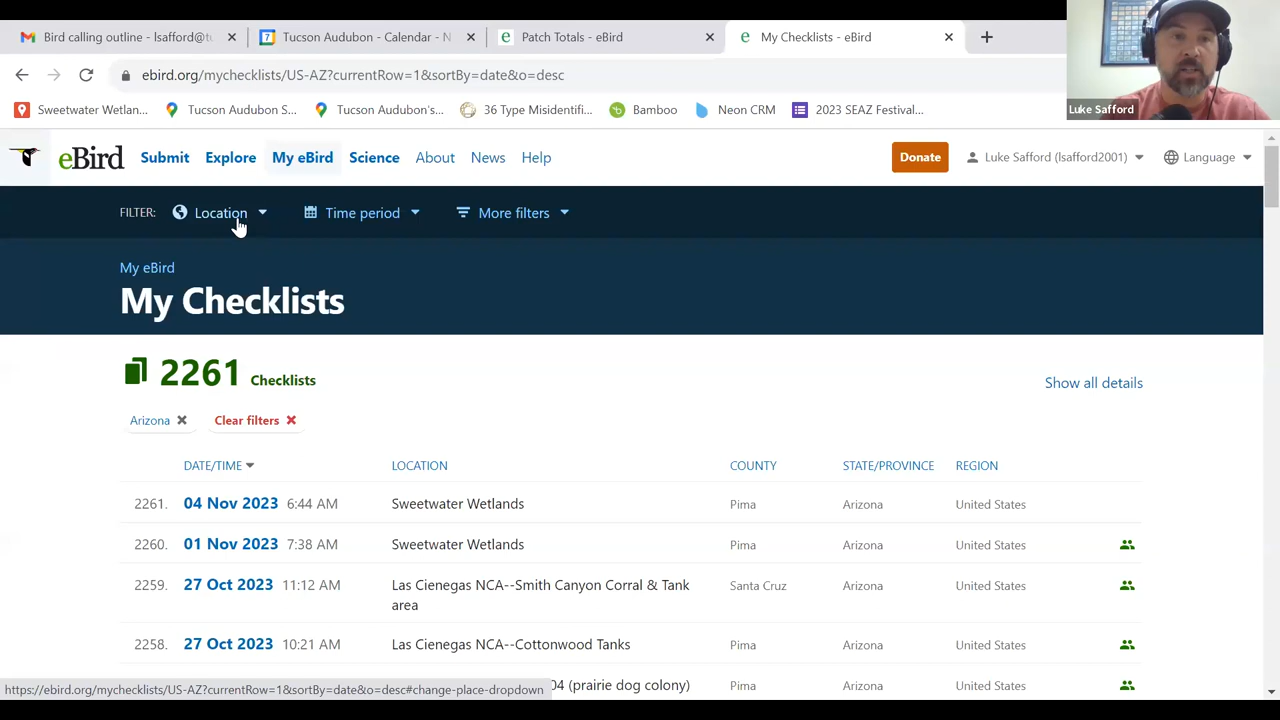 Bird calling outline - lsafford@tu
Tucson Audubon - Calendar - N
Patch Totals - eBird
My Checklists - eBird
ebird.org/mychecklists/US-AZ?currentRow=1&sortBy=date&o=desc
Sweetwater Wetlan...
Tucson Audubon S...
Tucson Audubon's...
36 Type Misidentifi...
Bamboo
Neon CRM
2023 SEAZ Festival...
Luke Safford
eBird
Submit
Explore
My eBird
Science
About
News
Help
Donate
Luke Safford (lsafford2001)
Language
FILTER:
Location
Time period
More filters
My eBird
My Checklists
2261 Checklists
Show all details
Arizona
Clear filters
DATE/TIME LOCATION COUNTY STATE/PROVINCE REGION
2261. 04 Nov 2023 6:44 AM Sweetwater Wetlands Pima Arizona United States
2260. 01 Nov 2023 7:38 AM Sweetwater Wetlands Pima Arizona United States
2259. 27 Oct 2023 11:12 AM Las Cienegas NCA--Smith Canyon Corral & Tank Santa Cruz Arizona United States
area
2258. 27 Oct 2023 10:21 AM Las Cienegas NCA--Cottonwood Tanks Pima Arizona United States
04 (prairie dog colony) Pima Arizona United States
https://ebird.org/mychecklists/US-AZ?currentRow=1&sortBy=date&o=desc#change-place-dropdown